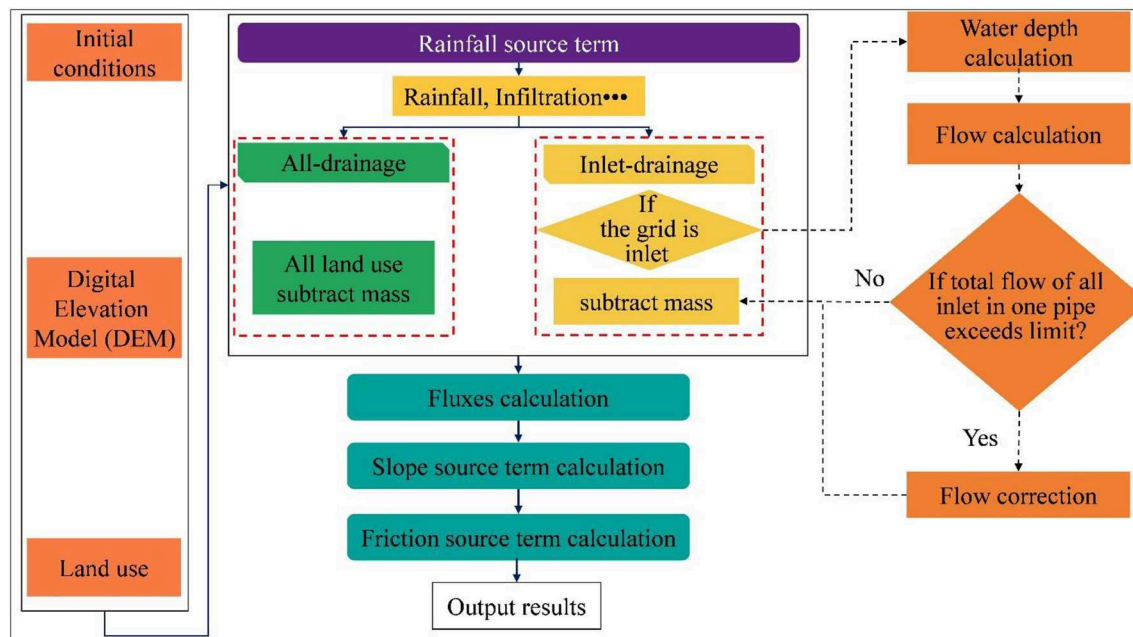 Initial
conditions
Digital
Elevation
Model (DEM)
Land use
Rainfall source term
Rainfall, Infiltration•••
All-drainage
All land use
subtract mass
Inlet-drainage
If
the grid is
inlet
subtract mass
Fluxes calculation
Slope source term calculation
Friction source term calculation
Output results
Water depth
calculation
Flow calculation
If total flow of all
inlet in one pipe
exceeds limit?
No
Yes
Flow correction